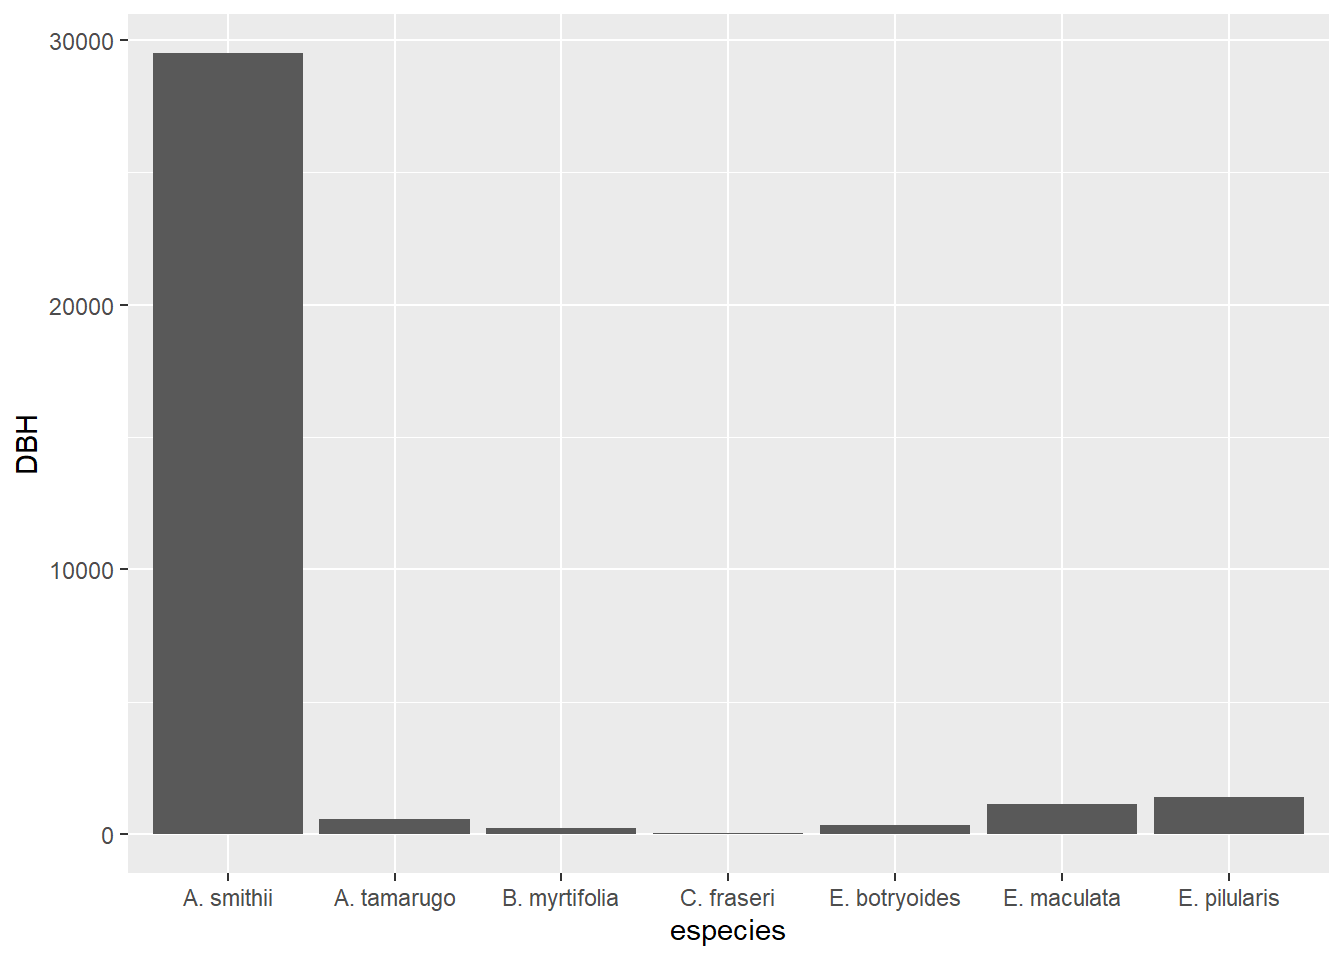 30000
20000
10000
0
DBH
A. smithii A. tamarugo B. myrtifolia C. fraseri E. botryoides E. maculata E. pilularis
especies